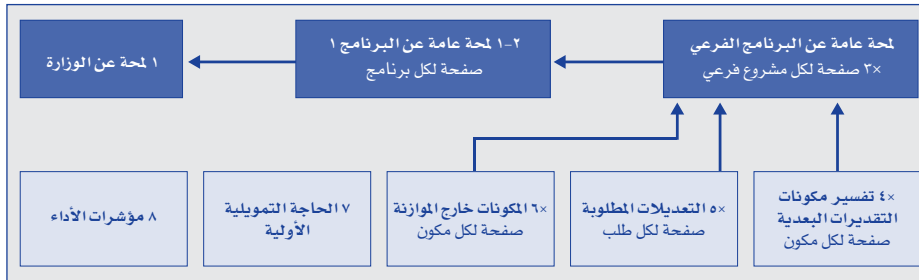 لمحة عامة عن البرنامج الفرعي
×٣ صفحة لكل مشروع فرعي
٢-١ لمحة عامة عن البرنامج ١
صفحة لكل برنامج
١ لمحة عن الوزارة
×٤ تفسير مكونات
التقديرات البعدية
صفحة لكل مكون
×٥ التعديلات المطلوبة
صفحة لكل طلب
×٦ المكونات خارج الموازنة
صفحة لكل مكون
٧ الحاجة التمويلية
الأولية
٨ مؤشرات الأداء